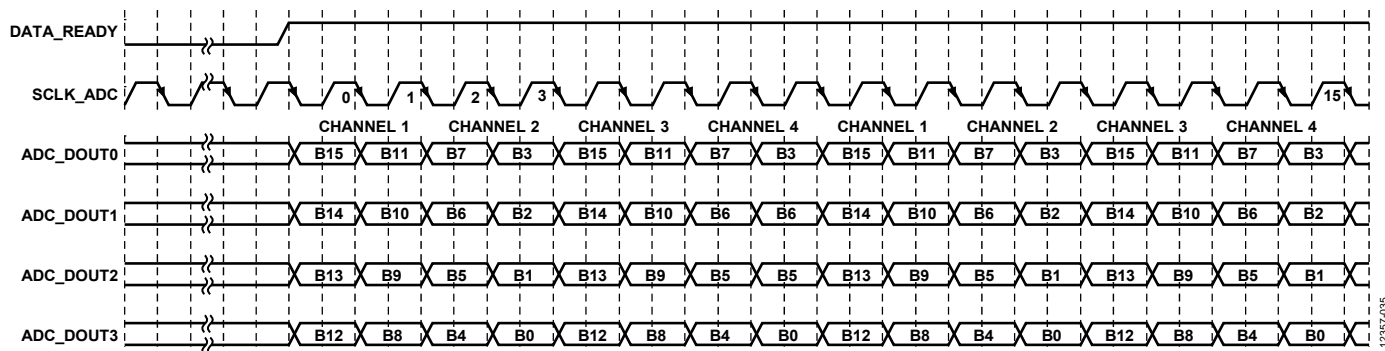 DATA_READY
SCLK_ADC
0 1 2 3 15
CHANNEL 1 CHANNEL 2 CHANNEL 3 CHANNEL 4 CHANNEL 1 CHANNEL 2 CHANNEL 3 CHANNEL 4
ADC_DOUT0 B15 B11 B7 B3 B15 B11 B7 B3 B15 B11 B7 B3 B15 B11 B7 B3
ADC_DOUT1 B14 B10 B6 B2 B14 B10 B6 B6 B14 B10 B6 B2 B14 B10 B6 B2
ADC_DOUT2 B13 B9 B5 B1 B13 B9 B5 B5 B13 B9 B5 B1 B13 B9 B5 B1
ADC_DOUT3 B12 B8 B4 B0 B12 B8 B4 B0 B12 B8 B4 B0 B12 B8 B4 B0
12357-035